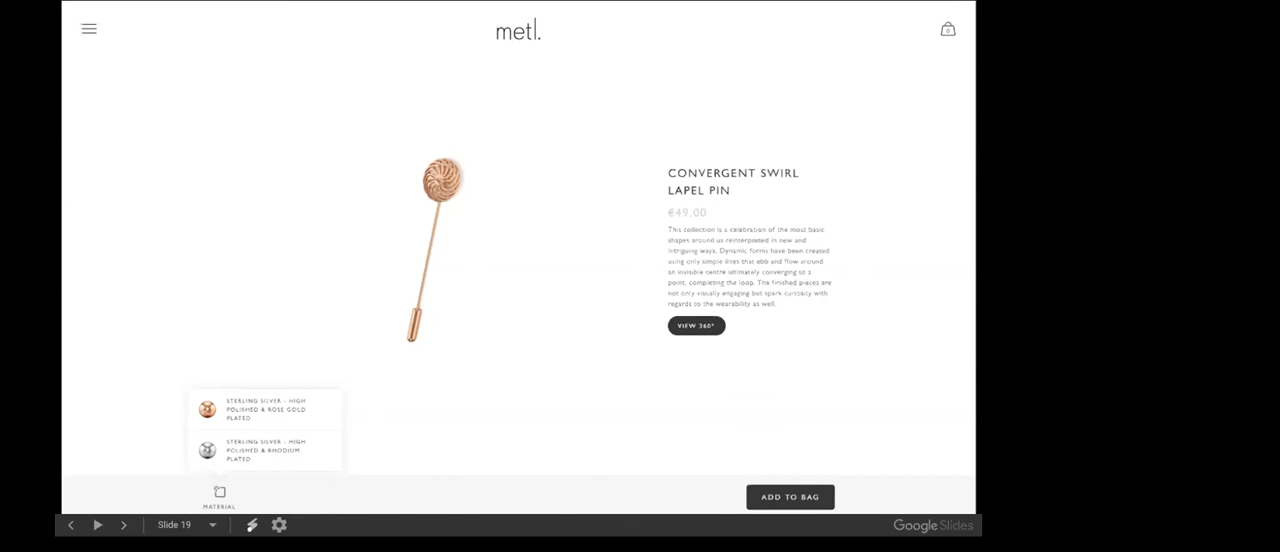 metl.
0
CONVERGENT SWIRL
LAPEL PIN
€49.00
This collection is a celebration of the most basic
shapes around us reinterpreted in new and
intriguing ways. Dynamic forms have been created
using only simple lines that ebb and flow around
an invisible centre ultimately converging to a
point, completing the loop. The finished pieces are
not only visually engaging but spark curiosity with
regards to the wearability as well.
VIEW 360°
STERLING SILVER - HIGH
POLISHED & ROSE GOLD
PLATED
STERLING SILVER - HIGH
POLISHED & RHODIUM
PLATED
MATERIAL
ADD TO BAG
Slide 19
Google Slides